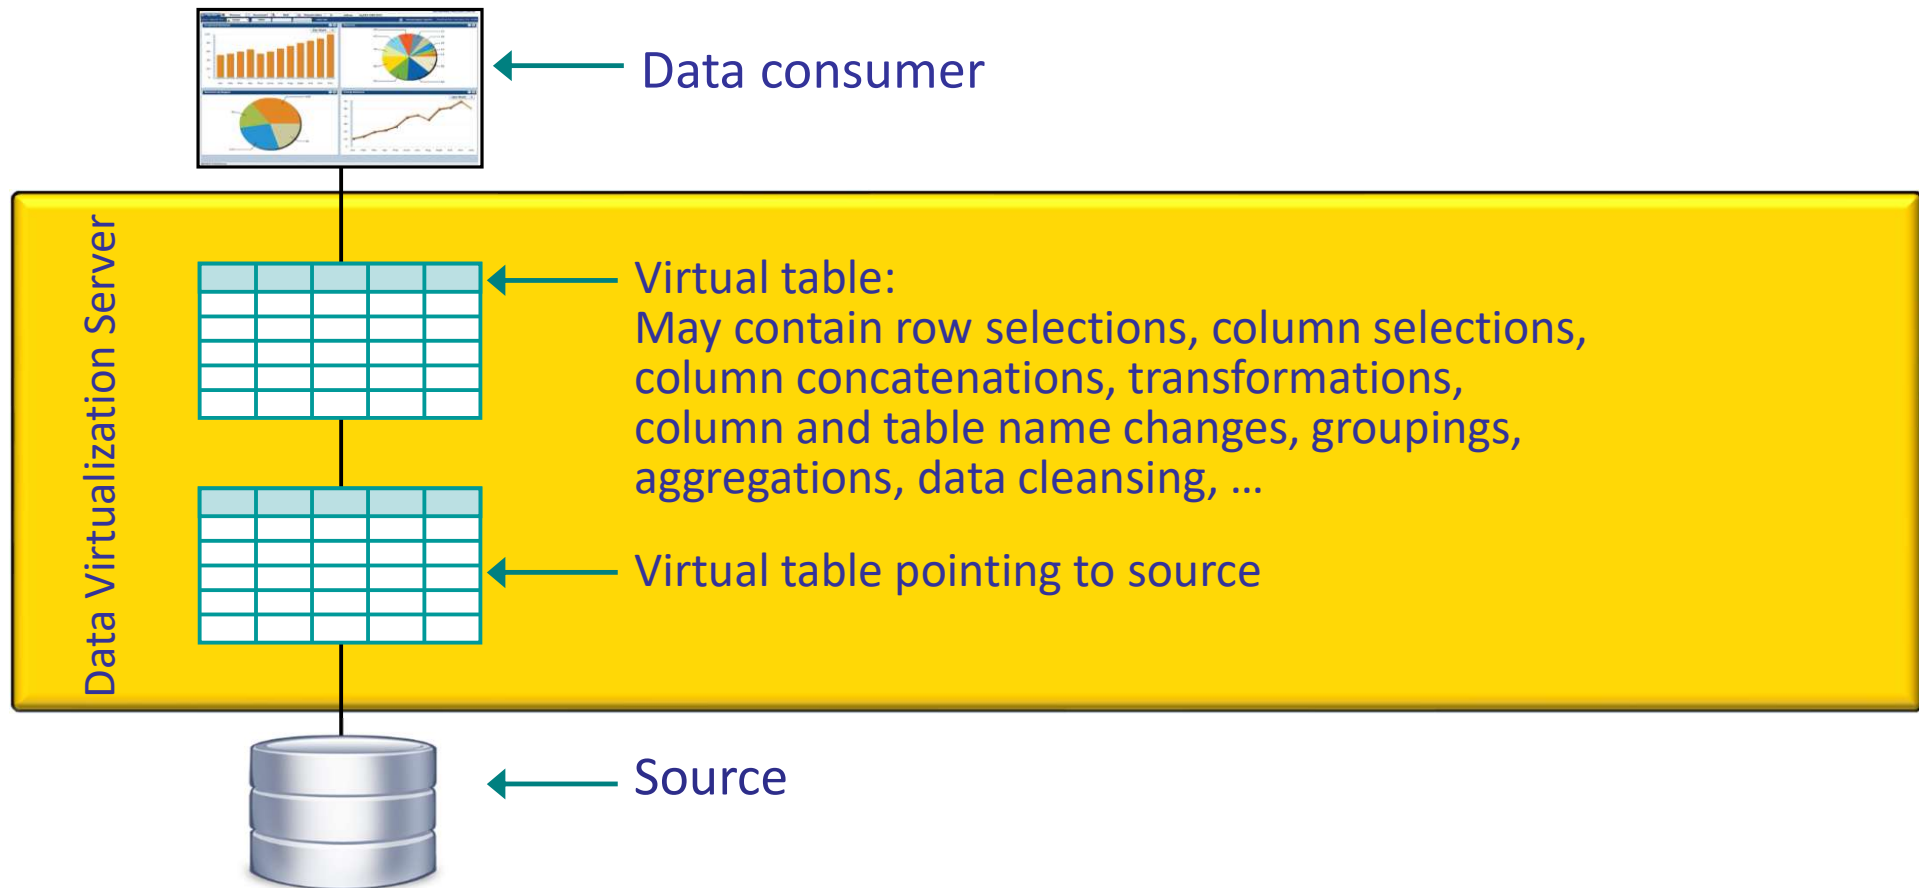 Data consumer
Data Virtualization Server
Virtual table:
May contain row selections, column selections,
column concatenations, transformations,
column and table name changes, groupings,
aggregations, data cleansing, ...
Virtual table pointing to source
Source